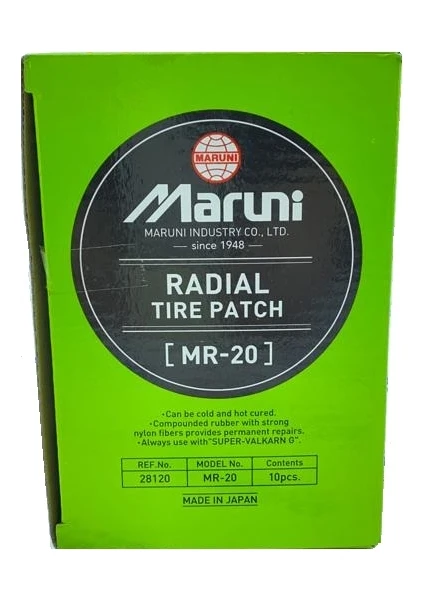 MARUNI
Maruni
MARUNI INDUSTRY CO., LTD.
since 1948
RADIAL
TIRE PATCH
[ MR-20 ]
・Can be cold and hot cured.
・Compounded rubber with strong
nylon fibers provides permanent repairs.
・Always use with "SUPER-VALKARN G".
REF.No. MODEL No. Contents
28120 MR-20 10pcs.
MADE IN JAPAN